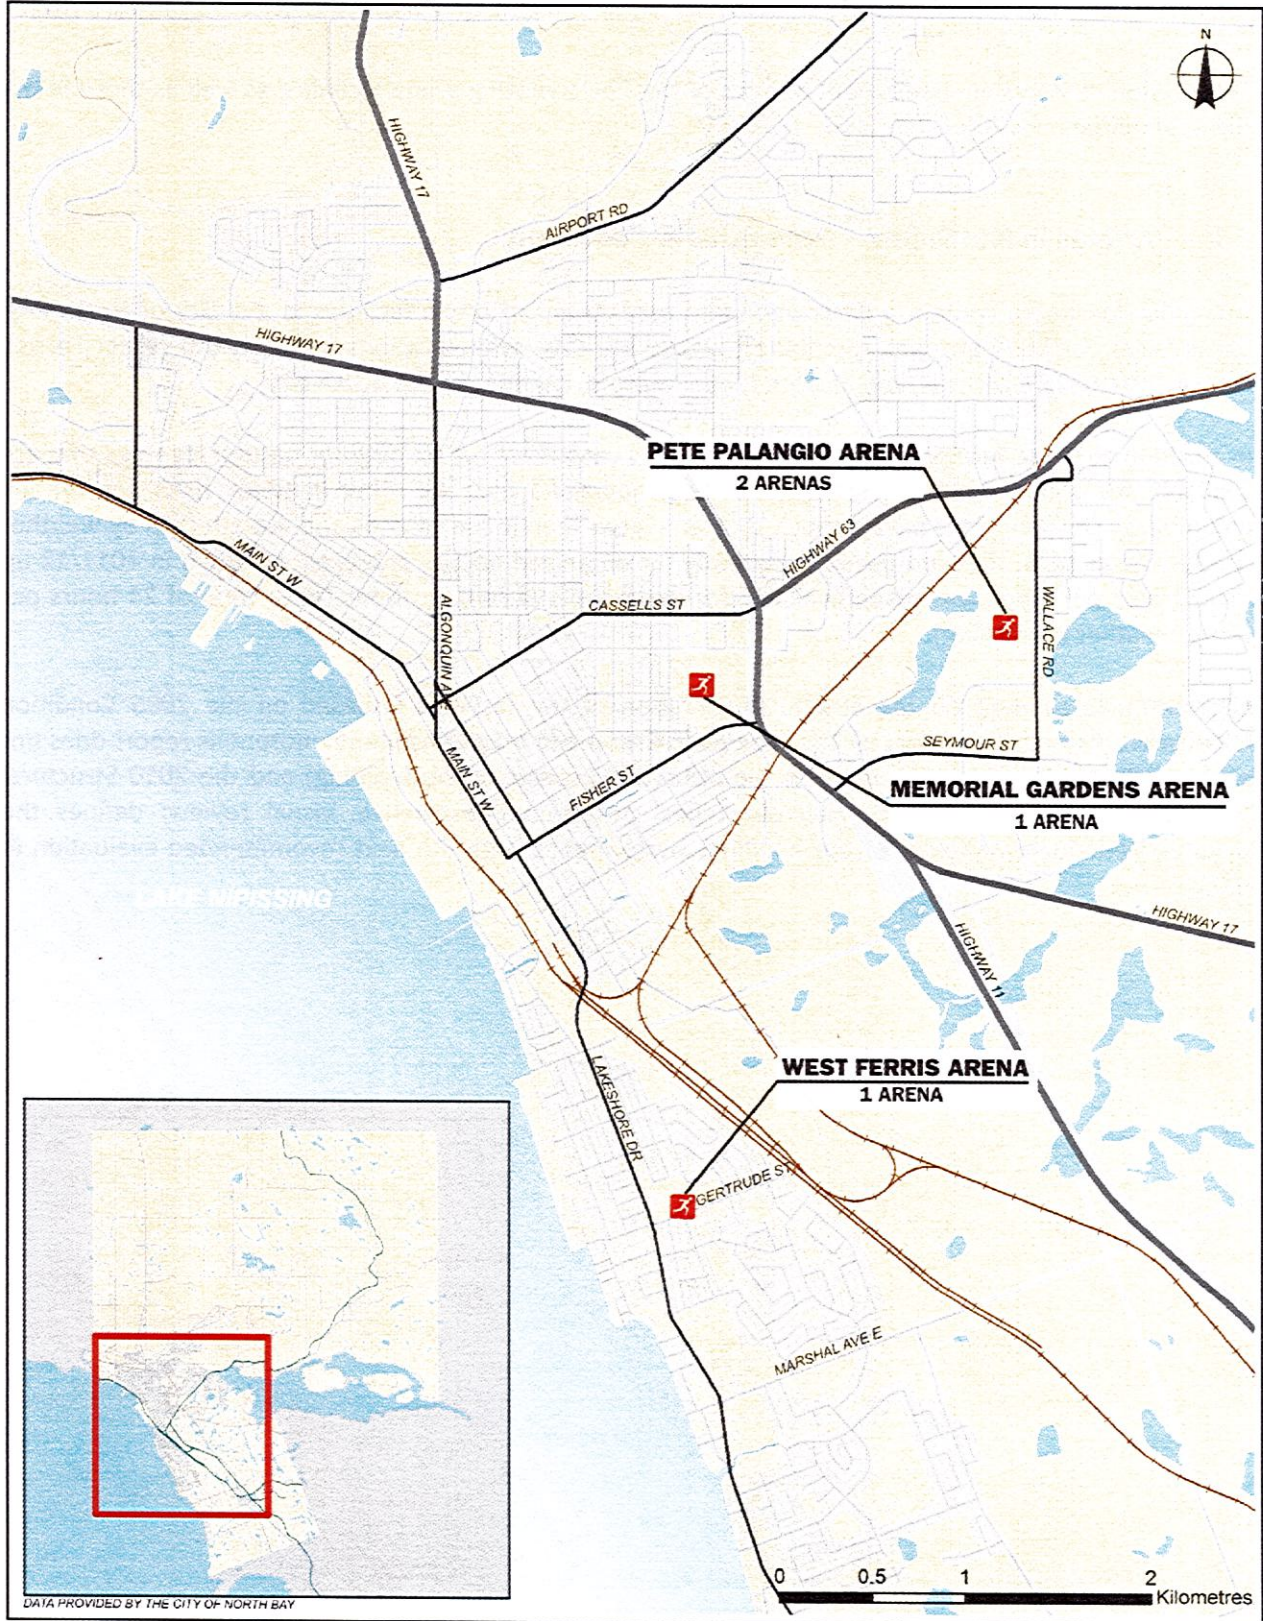 N
HIGHWAY 17
AIRPORT RD
HIGHWAY 17
PETE PALANGIO ARENA
2 ARENAS
HIGHWAY 63
MAIN ST W
ALGONQUIN AVE
CASSELLS ST
WALLACE RD
MAIN ST W
FISHER ST
SEYMOUR ST
MEMORIAL GARDENS ARENA
1 ARENA
LAKE NIPISSING
HIGHWAY 17
HIGHWAY 11
WEST FERRIS ARENA
1 ARENA
LAKESHORE DR
GERTRUDE ST
MARSHAL AVE E
0 0.5 1 2
Kilometres
DATA PROVIDED BY THE CITY OF NORTH BAY